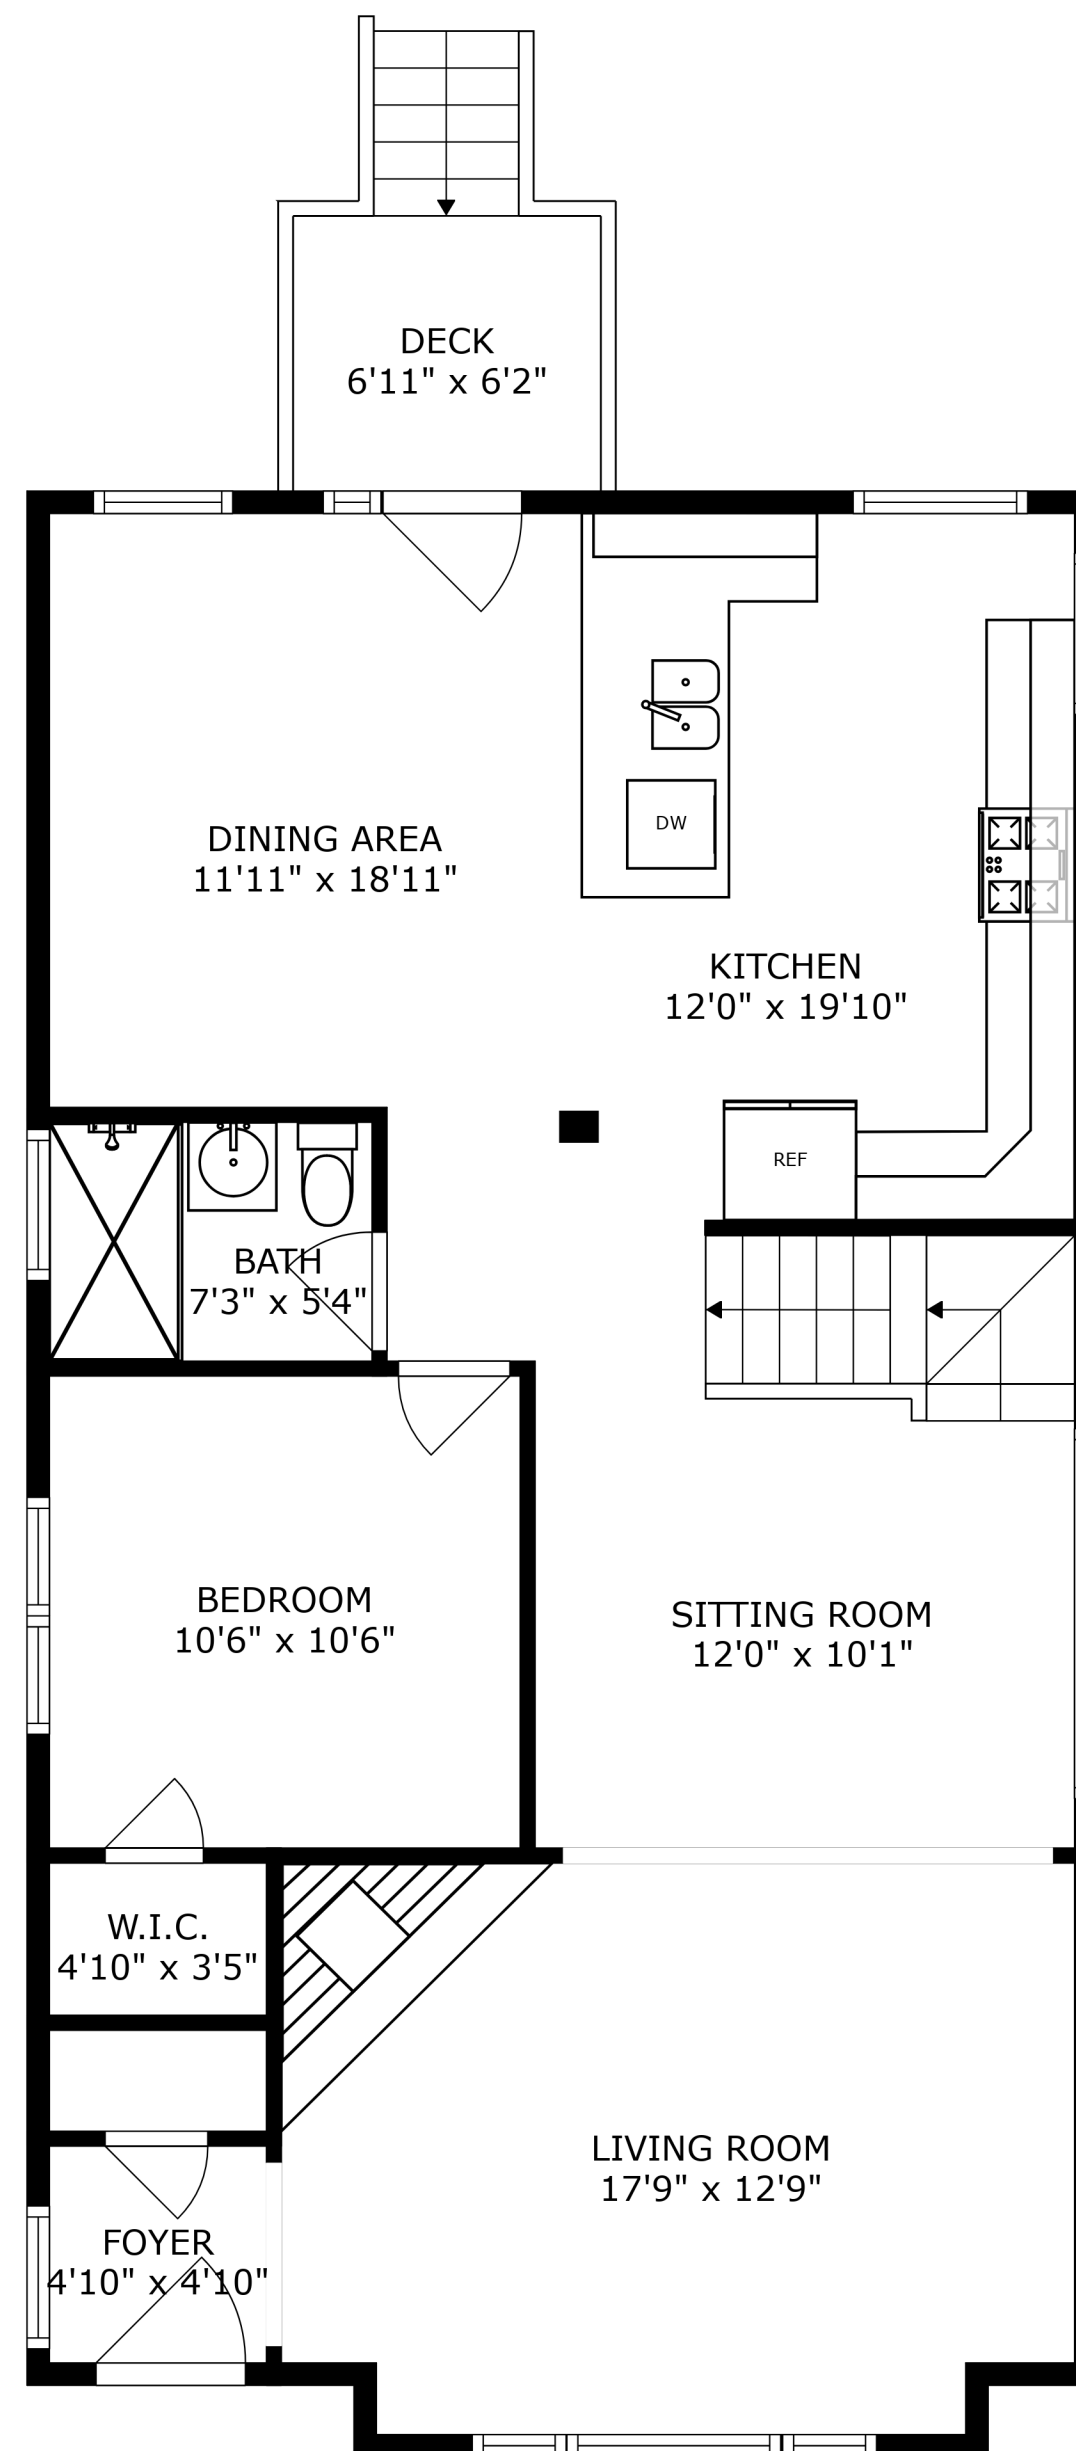 DECK
6'11" x 6'2"
DINING AREA
11'11" x 18'11"
DW
KITCHEN
12'0" x 19'10"
REF
BATH
7'3" x 5'4"
BEDROOM
10'6" x 10'6"
SITTING ROOM
12'0" x 10'1"
W.I.C.
4'10" x 3'5"
LIVING ROOM
17'9" x 12'9"
FOYER
4'10" x 4'10"